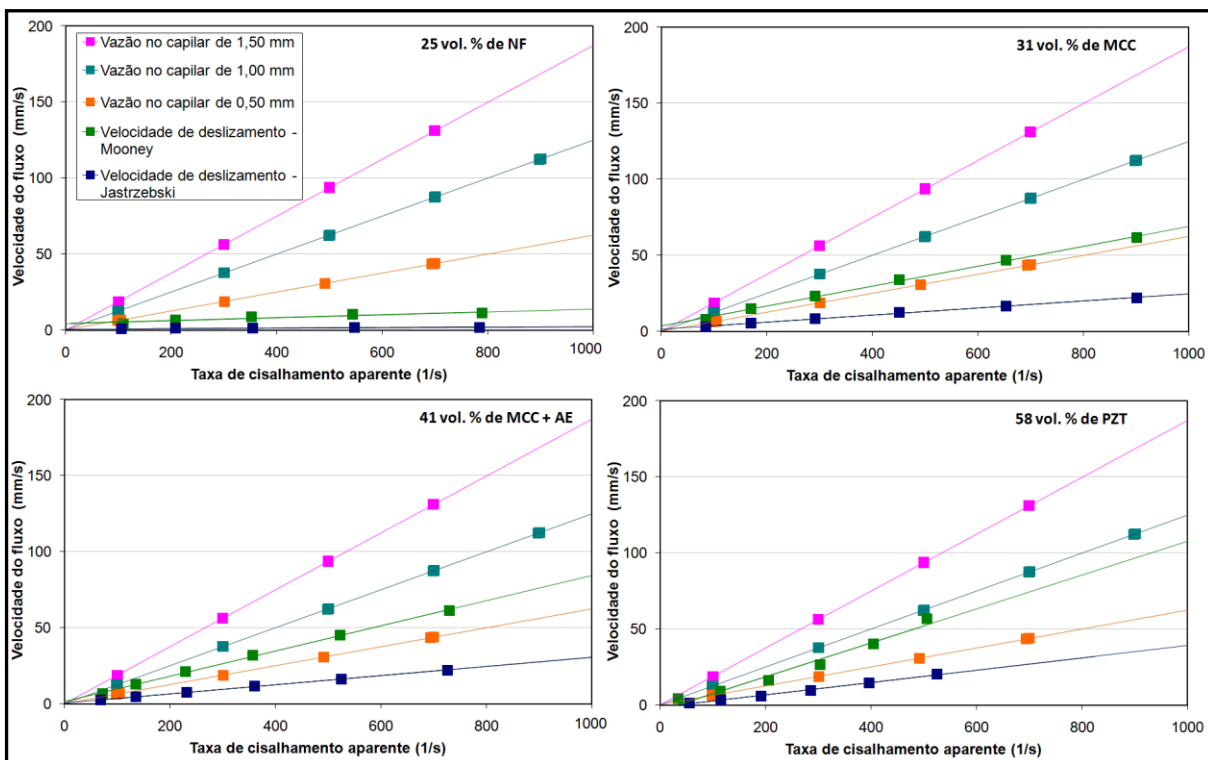 200
150
100
50
0
Velocidade do fluxo (mm/s)
Vazão no capilar de 1,50 mm
Vazão no capilar de 1,00 mm
Vazão no capilar de 0,50 mm
Velocidade de deslizamento -
Mooney
Velocidade de deslizamento -
Jastrzebski
25 vol. % de NF
0 200 400 600 800 1000
Taxa de cisalhamento aparente (1/s)
200
150
100
50
0
Velocidade do fluxo (mm/s)
31 vol. % de MCC
0 200 400 600 800 1000
Taxa de cisalhamento aparente (1/s)
200
150
100
50
0
Velocidade do fluxo (mm/s)
41 vol. % de MCC + AE
0 200 400 600 800 1000
Taxa de cisalhamento aparente (1/s)
200
150
100
50
0
Velocidade do fluxo (mm/s)
58 vol. % de PZT
0 200 400 600 800 1000
Taxa de cisalhamento aparente (1/s)